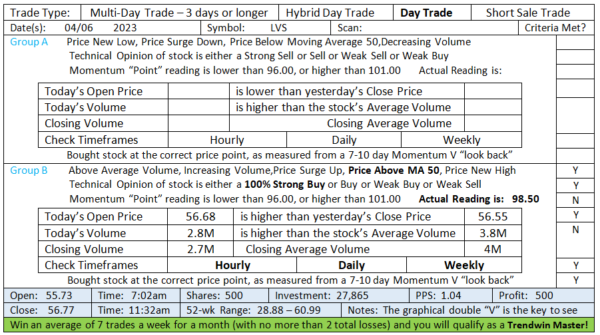 Trade Type: Multi-Day Trade – 3 days or longer Hybrid Day Trade Day Trade Short Sale Trade
Date(s): 04/06 2023 Symbol: LVS Scan: Criteria Met?
Group A Price New Low, Price Surge Down, Price Below Moving Average 50,Decreasing Volume
Technical Opinion of stock is either a Strong Sell or Sell or Weak Sell or Weak Buy
Momentum “Point” reading is lower than 96.00, or higher than 101.00 Actual Reading is:
Today’s Open Price is lower than yesterday’s Close Price
Today’s Volume is higher than the stock’s Average Volume
Closing Volume Closing Average Volume
Check Timeframes Hourly Daily Weekly
Bought stock at the correct price point, as measured from a 7-10 day Momentum V “look back”
Group B Above Average Volume, Increasing Volume,Price Surge Up, Price Above MA 50, Price New High Y
Technical Opinion of stock is either a 100% Strong Buy or Buy or Weak Buy or Weak Sell Y
Momentum “Point” reading is lower than 96.00, or higher than 101.00 Actual Reading is: 98.50 N
Today’s Open Price 56.68 is higher than yesterday’s Close Price 56.55 Y
Today’s Volume 2.8M is higher than the stock’s Average Volume 3.8M N
Closing Volume 2.7M Closing Average Volume 4M
Check Timeframes Hourly Daily Weekly Y
Bought stock at the correct price point, as measured from a 7-10 day Momentum V “look back” Y
Open: 55.73 Time: 7:02am Shares: 500 Investment: 27,865 PPS: 1.04 Profit: 500
Close: 56.77 Time: 11:32am 52-wk Range: 28.88 – 60.99 Notes: The graphical double “V” is the key to see
Win an average of 7 trades a week for a month (with no more than 2 total losses) and you will qualify as a Trendwin Master!